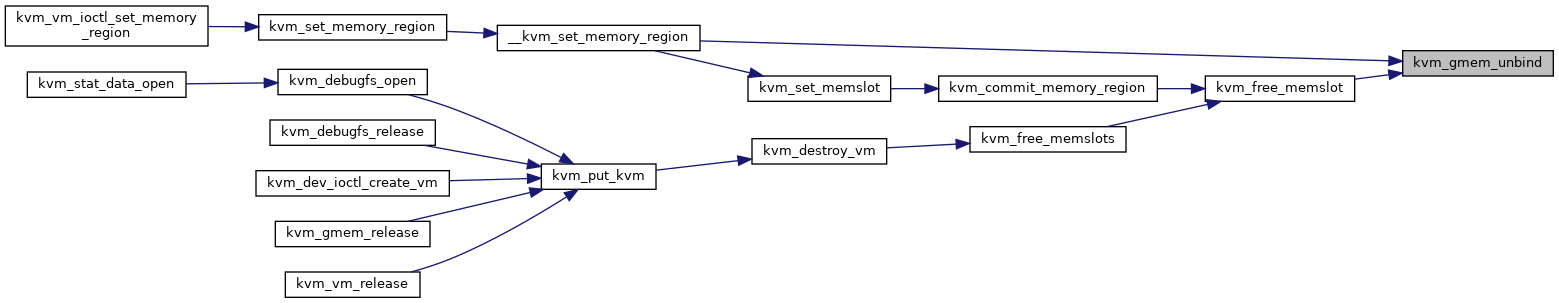 kvm_vm_ioctl_set_memory
_region
kvm_set_memory_region
__kvm_set_memory_region
kvm_gmem_unbind
kvm_stat_data_open
kvm_debugfs_open
kvm_set_memslot
kvm_commit_memory_region
kvm_free_memslot
kvm_debugfs_release
kvm_destroy_vm
kvm_free_memslots
kvm_dev_ioctl_create_vm
kvm_put_kvm
kvm_gmem_release
kvm_vm_release